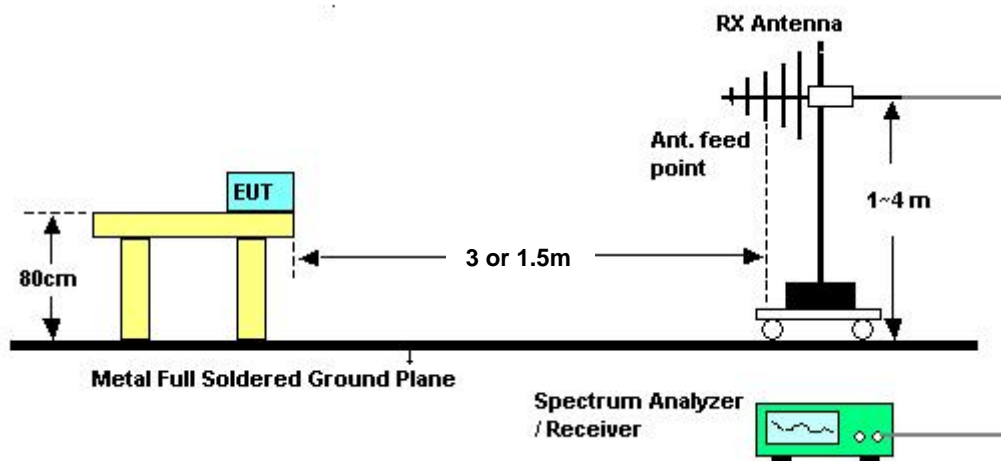 RX Antenna
Ant. feed
point
EUT
1~4 m
3 or 1.5m
80cm
Metal Full Soldered Ground Plane
Spectrum Analyzer
/ Receiver